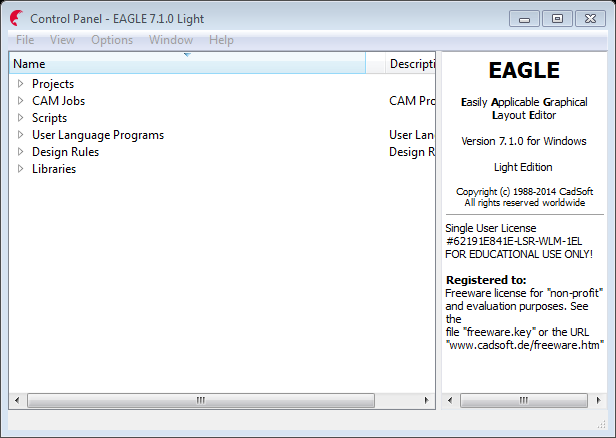 Control Panel - EAGLE 7.1.0 Light
File View Options Window Help
Name Descripti
Projects
CAM Jobs CAM Pro
Scripts
User Language Programs User Lan
Design Rules Design R
Libraries
EAGLE
Easily Applicable Graphical
Layout Editor
Version 7.1.0 for Windows
Light Edition
Copyright (c) 1988-2014 CadSoft
All rights reserved worldwide
Single User License
#62191E841E-LSR-WLM-1EL
FOR EDUCATIONAL USE ONLY!
Registered to:
Freeware license for "non-profit"
and evaluation purposes. See
the
file "freeware.key" or the URL
"www.cadsoft.de/freeware.htm"